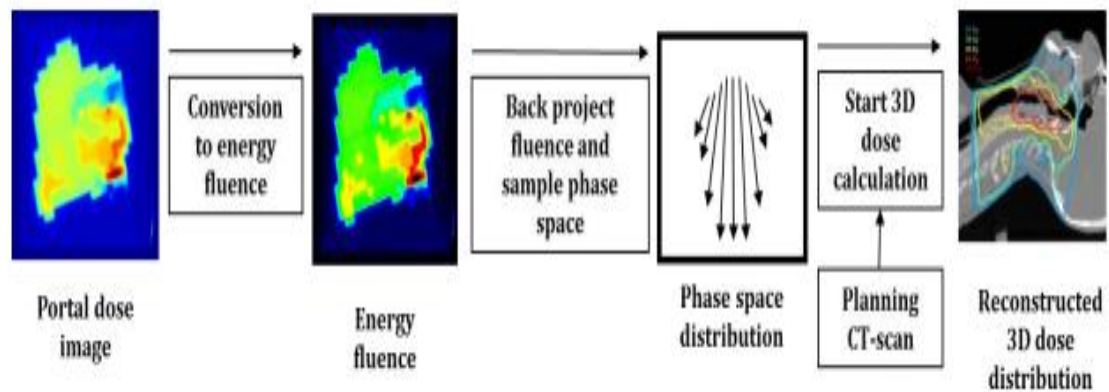 Portal dose
image
Conversion
to energy
fluence
Energy
fluence
Back project
fluence and
sample phase
space
Phase space
distribution
Start 3D
dose
calculation
Planning
CT-scan
Reconstructed
3D dose
distribution